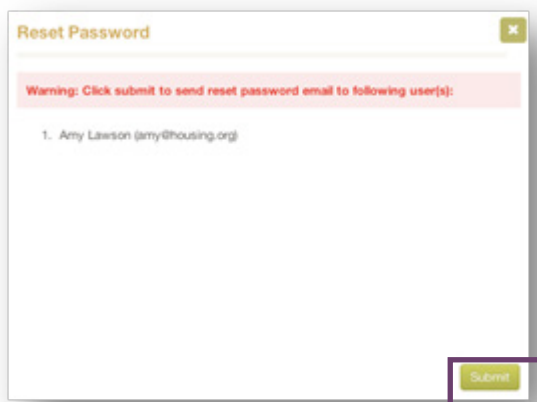 Reset Password
Warning: Click submit to send reset password email to following user(s):
1. Amy Lawson (amy@housing.org)
Submit